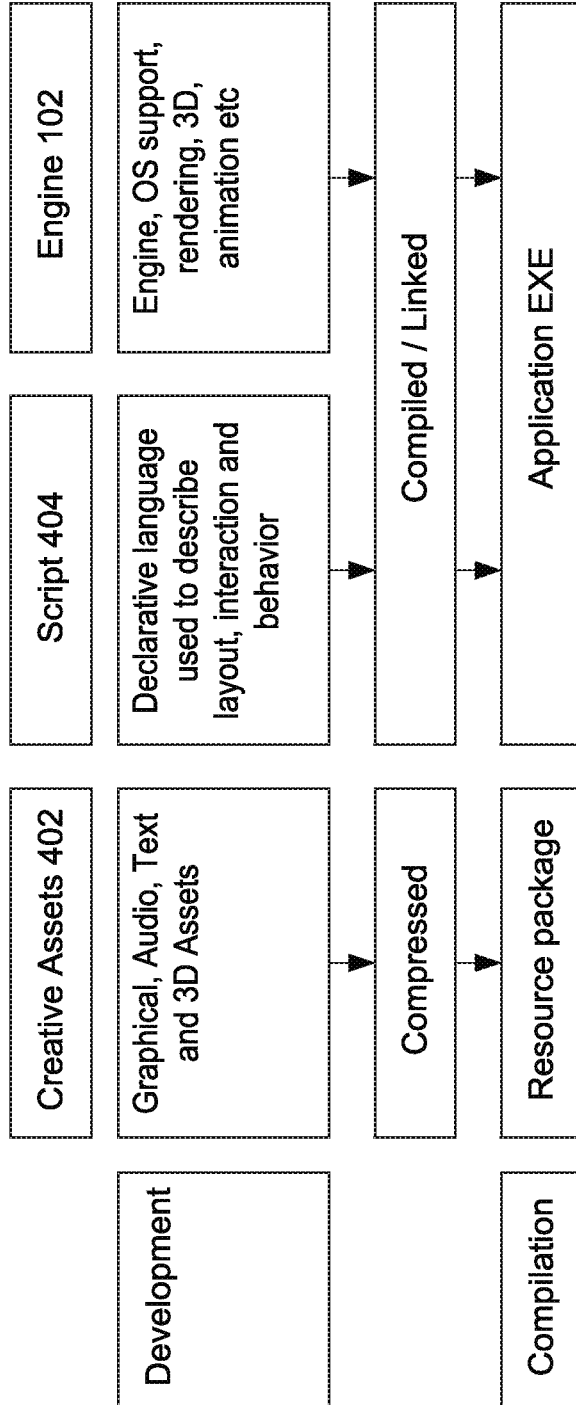 Creative Assets 402
Script 404
Engine 102
Development
Graphical, Audio, Text
and 3D Assets
Declarative language
used to describe
layout, interaction and
behavior
Engine, OS support,
rendering, 3D,
animation etc
Compressed
Compiled / Linked
Compilation
Resource package
Application EXE